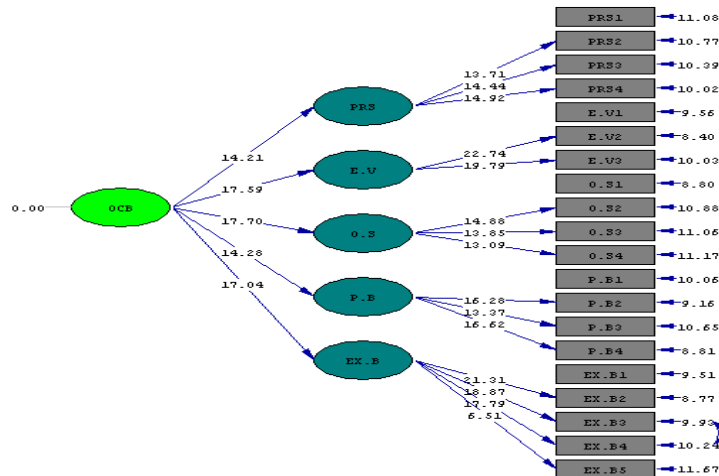 PRS1 11.08
PRS2 10.77
PRS3 10.39
PRS4 10.02
E.V1 9.56
E.V2 8.40
E.V3 10.03
O.S1 8.80
O.S2 10.88
O.S3 11.06
O.S4 11.17
P.B1 10.06
P.B2 9.16
P.B3 10.65
P.B4 8.81
EX.B1 9.51
EX.B2 8.77
EX.B3 9.93
EX.B4 10.24
EX.B5 11.67
13.71
14.44
14.92
PRS
22.74
19.79
E.V
14.88
13.85
13.09
O.S
16.28
13.37
16.62
P.B
21.31
18.87
17.79
6.51
EX.B
14.21
17.59
17.70
14.28
17.04
0.00 OCB